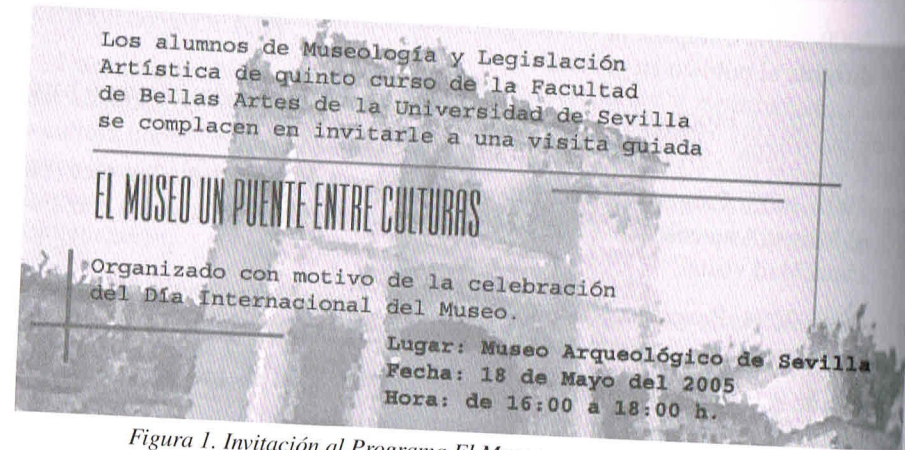 Los alumnos de Museología y Legislación
Artística de quinto curso de la Facultad
de Bellas Artes de la Universidad de Sevilla
se complacen en invitarle a una visita guiada
EL MUSEO UN PUENTE ENTRE CULTURAS
Organizado con motivo de la celebración
del Día Internacional del Museo.
Lugar: Museo Arqueológico de Sevilla
Fecha: 18 de Mayo del 2005
Hora: de 16:00 a 18:00 h.
Figura 1. Invitación al Programa El